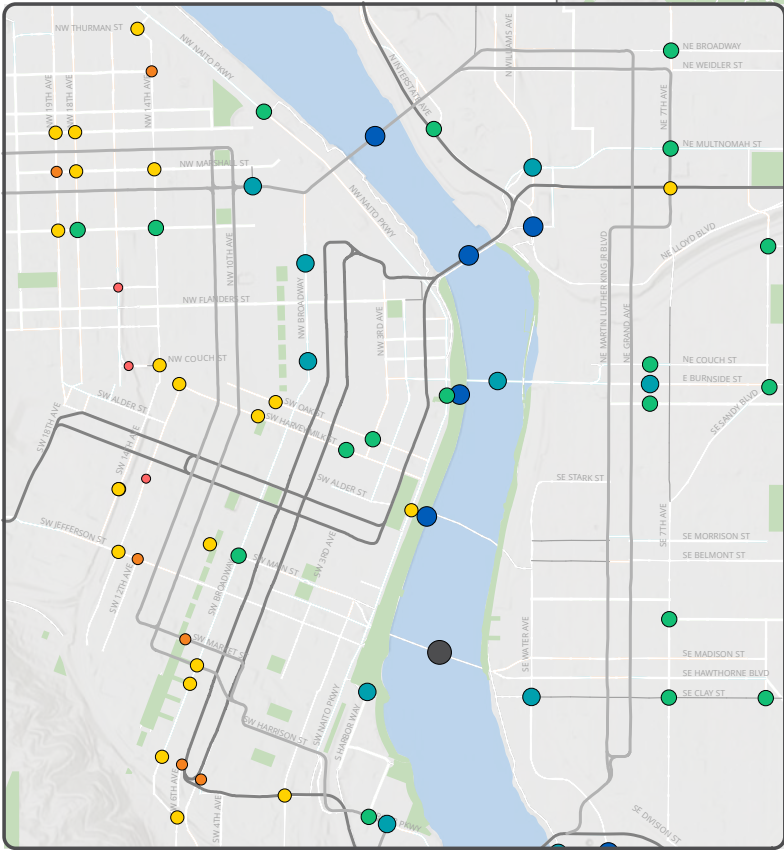 NW THURMAN ST
NW NAITO PKWY
N INTERSTATE AVE
N WILLIAMS AVE
NE BROADWAY
NE WEIDLER ST
NW 19TH AVE
NW 18TH AVE
NW 14TH AVE
NE 7TH AVE
NE MULTNOMAH ST
NW MARSHALL ST
NW NAITO PKWY
NW 10TH AVE
NE LLOYD BLVD
NE MARTIN LUTHER KING JR BLVD
NE GRAND AVE
NW BROADWAY
NW FLANDERS ST
NW 3RD AVE
NW COUCH ST
NE COUCH ST
E BURNSIDE ST
NE SANDY BLVD
SW ALDER ST
SW OAK ST
SW HARVEY MILK ST
SW 18TH AVE
SW 14TH AVE
SW ALDER ST
SE STARK ST
SE 7TH AVE
SW JEFFERSON ST
SW 3RD AVE
SE MORRISON ST
SE BELMONT ST
SW MAIN ST
SW 12TH AVE
SW BROADWAY
SW MARKET ST
SE WATER AVE
SE MADISON ST
SE HAWTHORNE BLVD
SE CLAY ST
SW NAITO PKWY
S HARBOR WAY
SW HARRISON ST
6TH AVE
SW 4TH AVE
PKWY
SE DIVISION ST